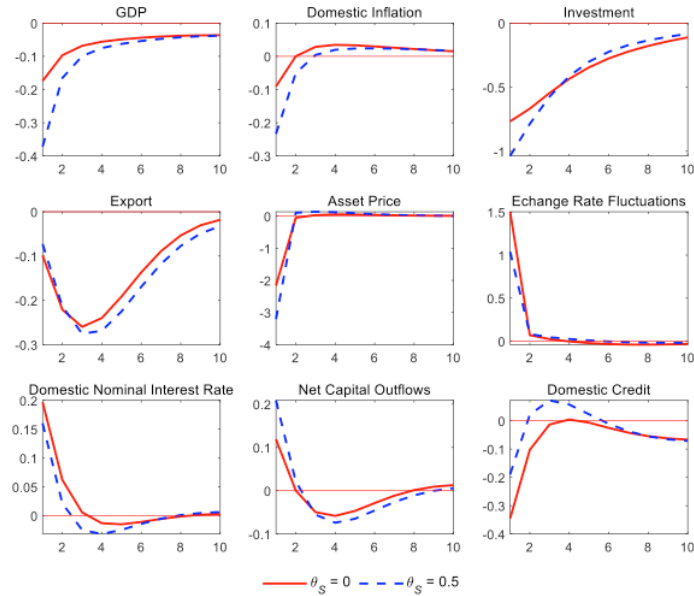 GDP
Domestic Inflation
Investment
0
-0.1
-0.2
-0.3
-0.4
2 4 6 8 10
0.1
0
-0.1
-0.2
-0.3
2 4 6 8 10
0
-0.5
-1
2 4 6 8 10
Export
Asset Price
Echange Rate Fluctuations
0
-0.1
-0.2
-0.3
2 4 6 8 10
0
-1
-2
-3
-4
2 4 6 8 10
1.5
1
0.5
0
2 4 6 8 10
Domestic Nominal Interest Rate
Net Capital Outflows
Domestic Credit
0.2
0.15
0.1
0.05
0
2 4 6 8 10
0.2
0.1
0
-0.1
2 4 6 8 10
0
-0.1
-0.2
-0.3
-0.4
2 4 6 8 10
θS = 0
θS = 0.5